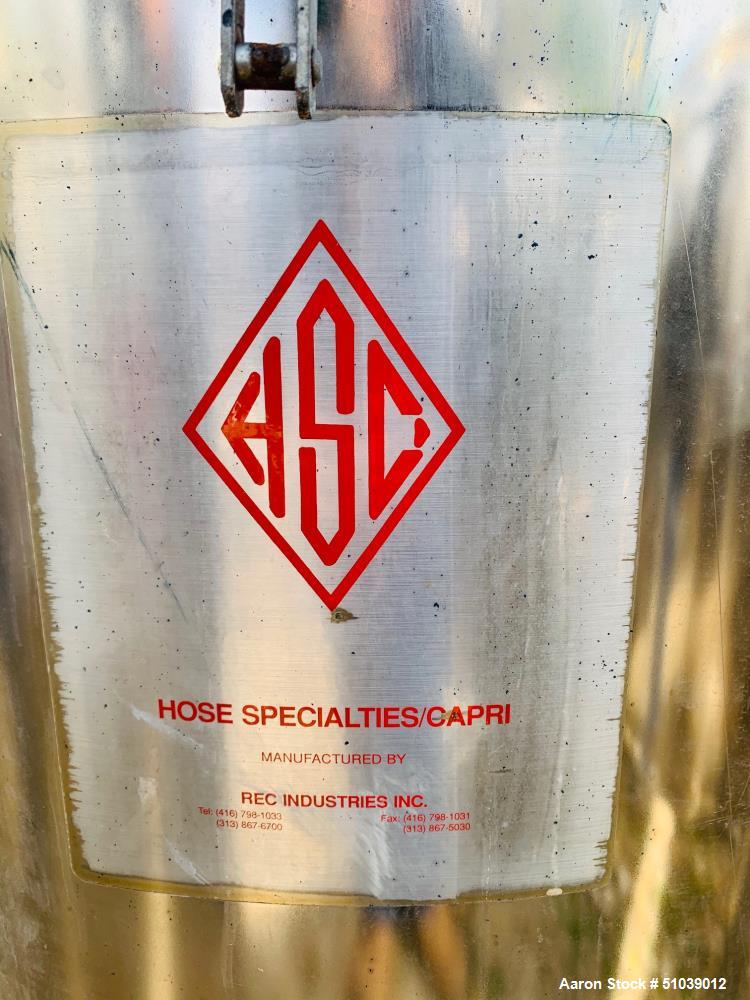 HSC
HOSE SPECIALTIES/CAPRI
MANUFACTURED BY
REC INDUSTRIES INC.
Tel: (416) 798-1033 Fax: (416) 798-1031
(313) 867-6700 (313) 867-5030
Aaron Stock # 51039012